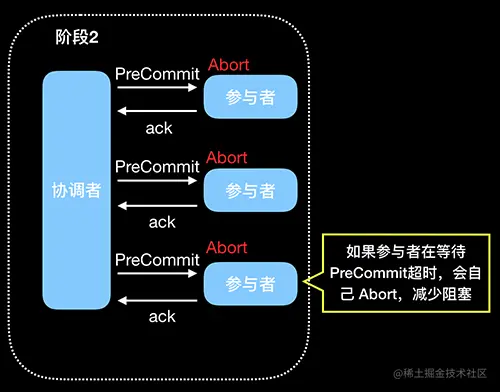 阶段2
协调者
PreCommit
Abort
参与者
ack
PreCommit
Abort
参与者
ack
PreCommit
Abort
参与者
ack
如果参与者在等待
PreCommit超时，会自
己 Abort，减少阻塞
@稀土掘金技术社区